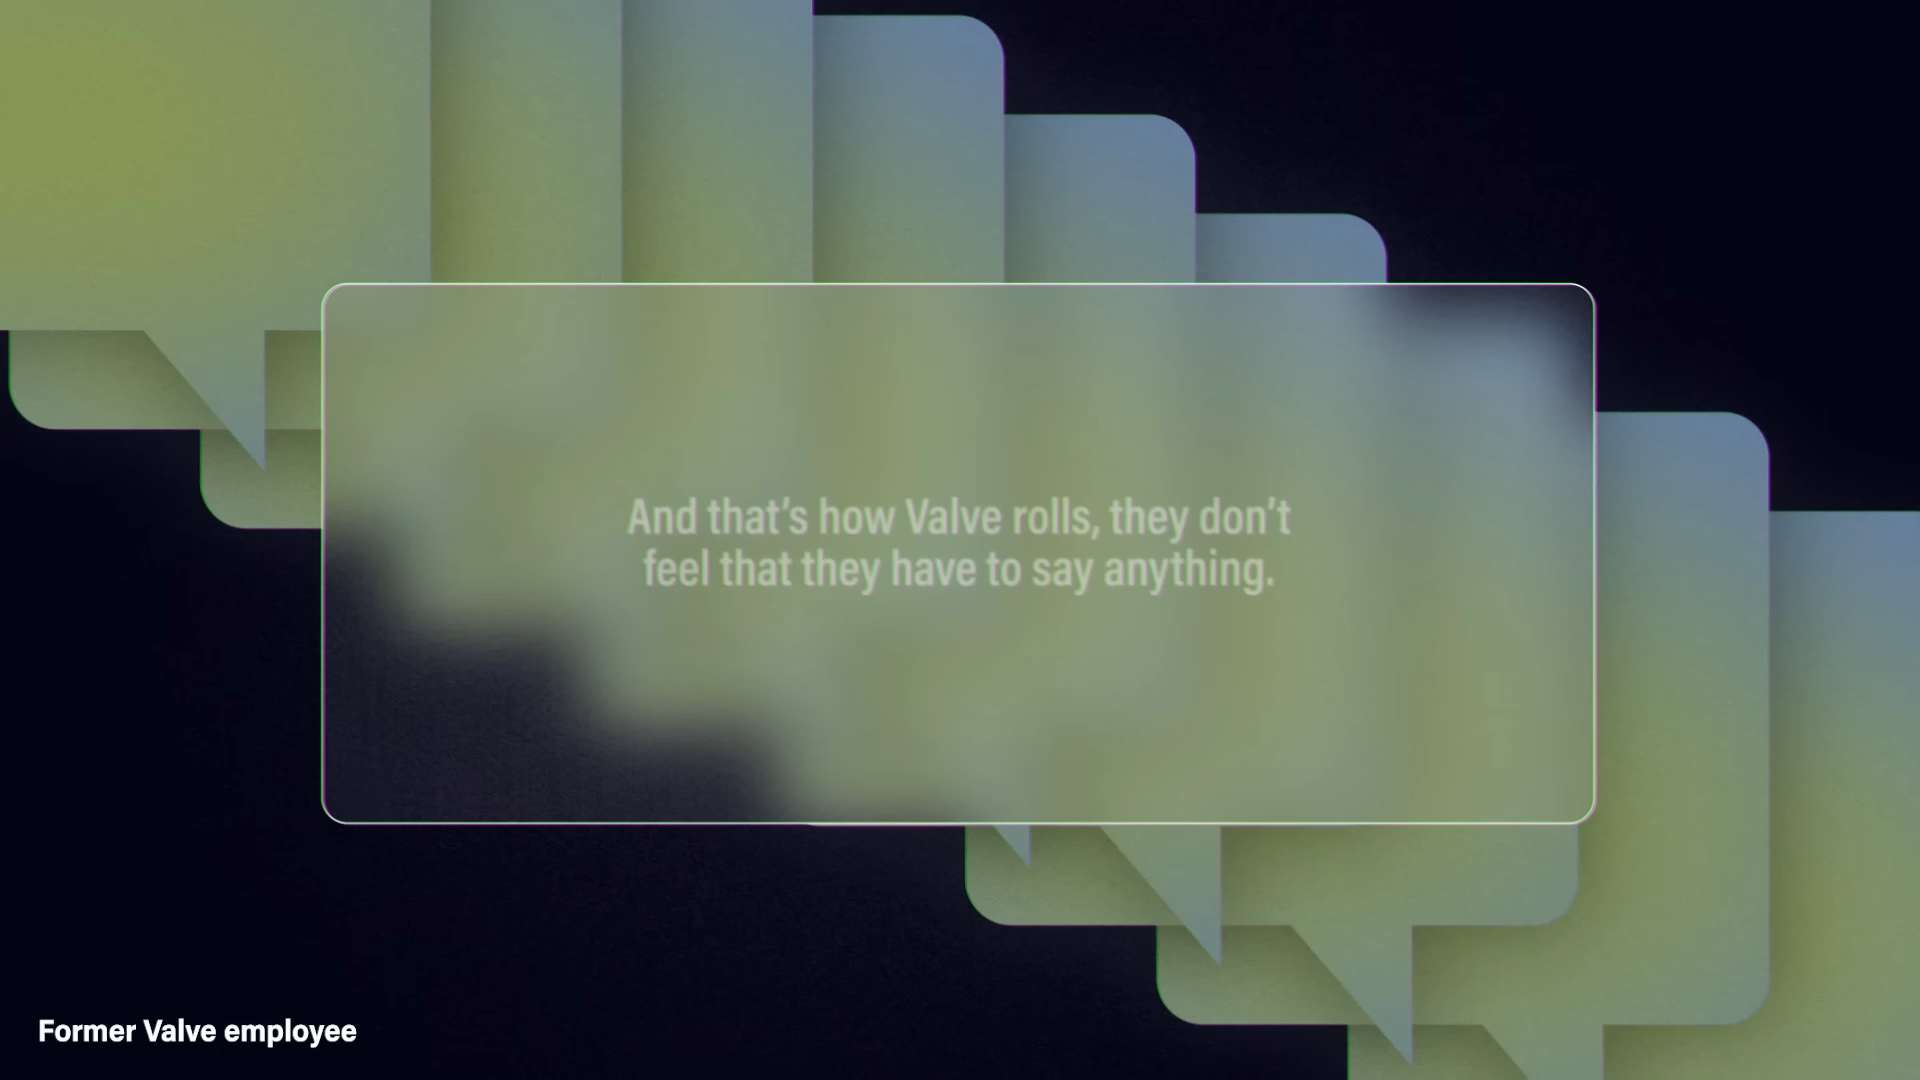 And that’s how Valve rolls, they don’t
feel that they have to say anything.
Former Valve employee